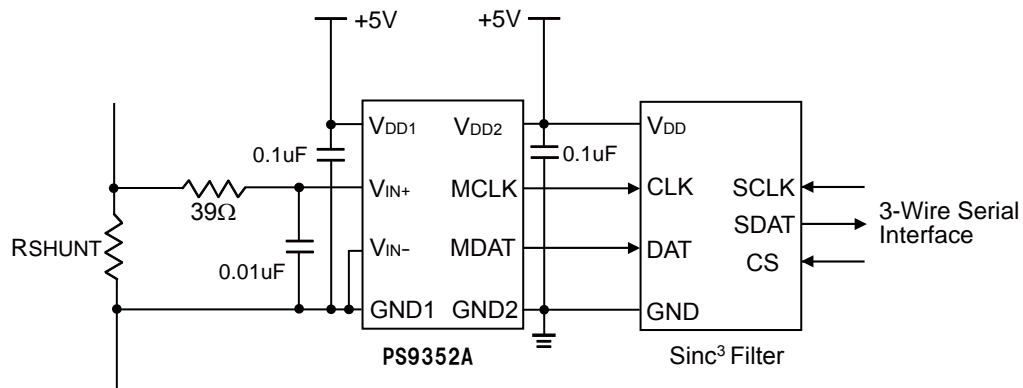 +5V
+5V
VDD1
VDD2
VDD
0.1uF
0.1uF
VIN+
MCLK
CLK
SCLK
39Ω
SDAT
3-Wire Serial
Interface
RSHUNT
VIN−
MDAT
DAT
CS
0.01uF
GND1
GND2
GND
PS9352A
Sinc³ Filter